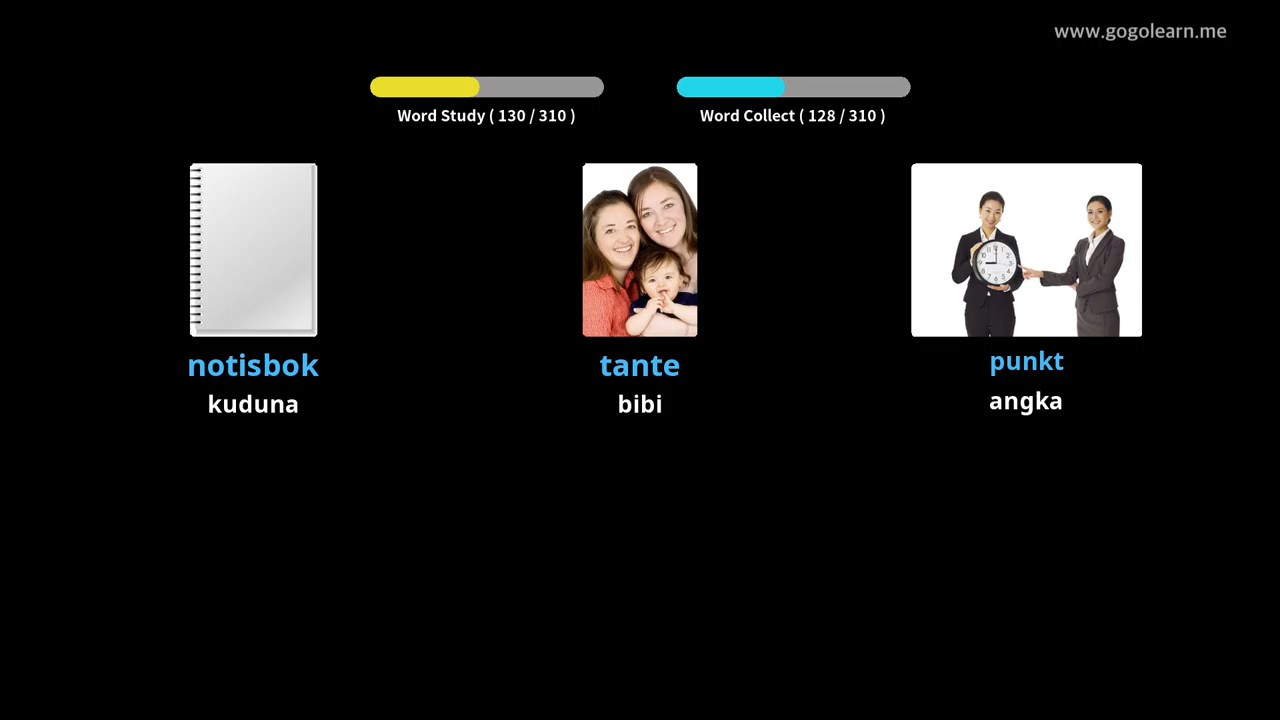 www.gogolearn.me
Word Study ( 130 / 310 )
Word Collect ( 128 / 310 )
notisbok
tante
punkt
kuduna
bibi
angka